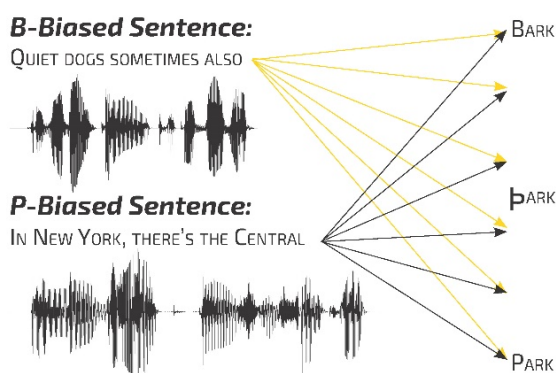 B-Biased Sentence:
Quiet dogs sometimes also
P-Biased Sentence:
In New York, there's the Central
Bark
Þark
Park